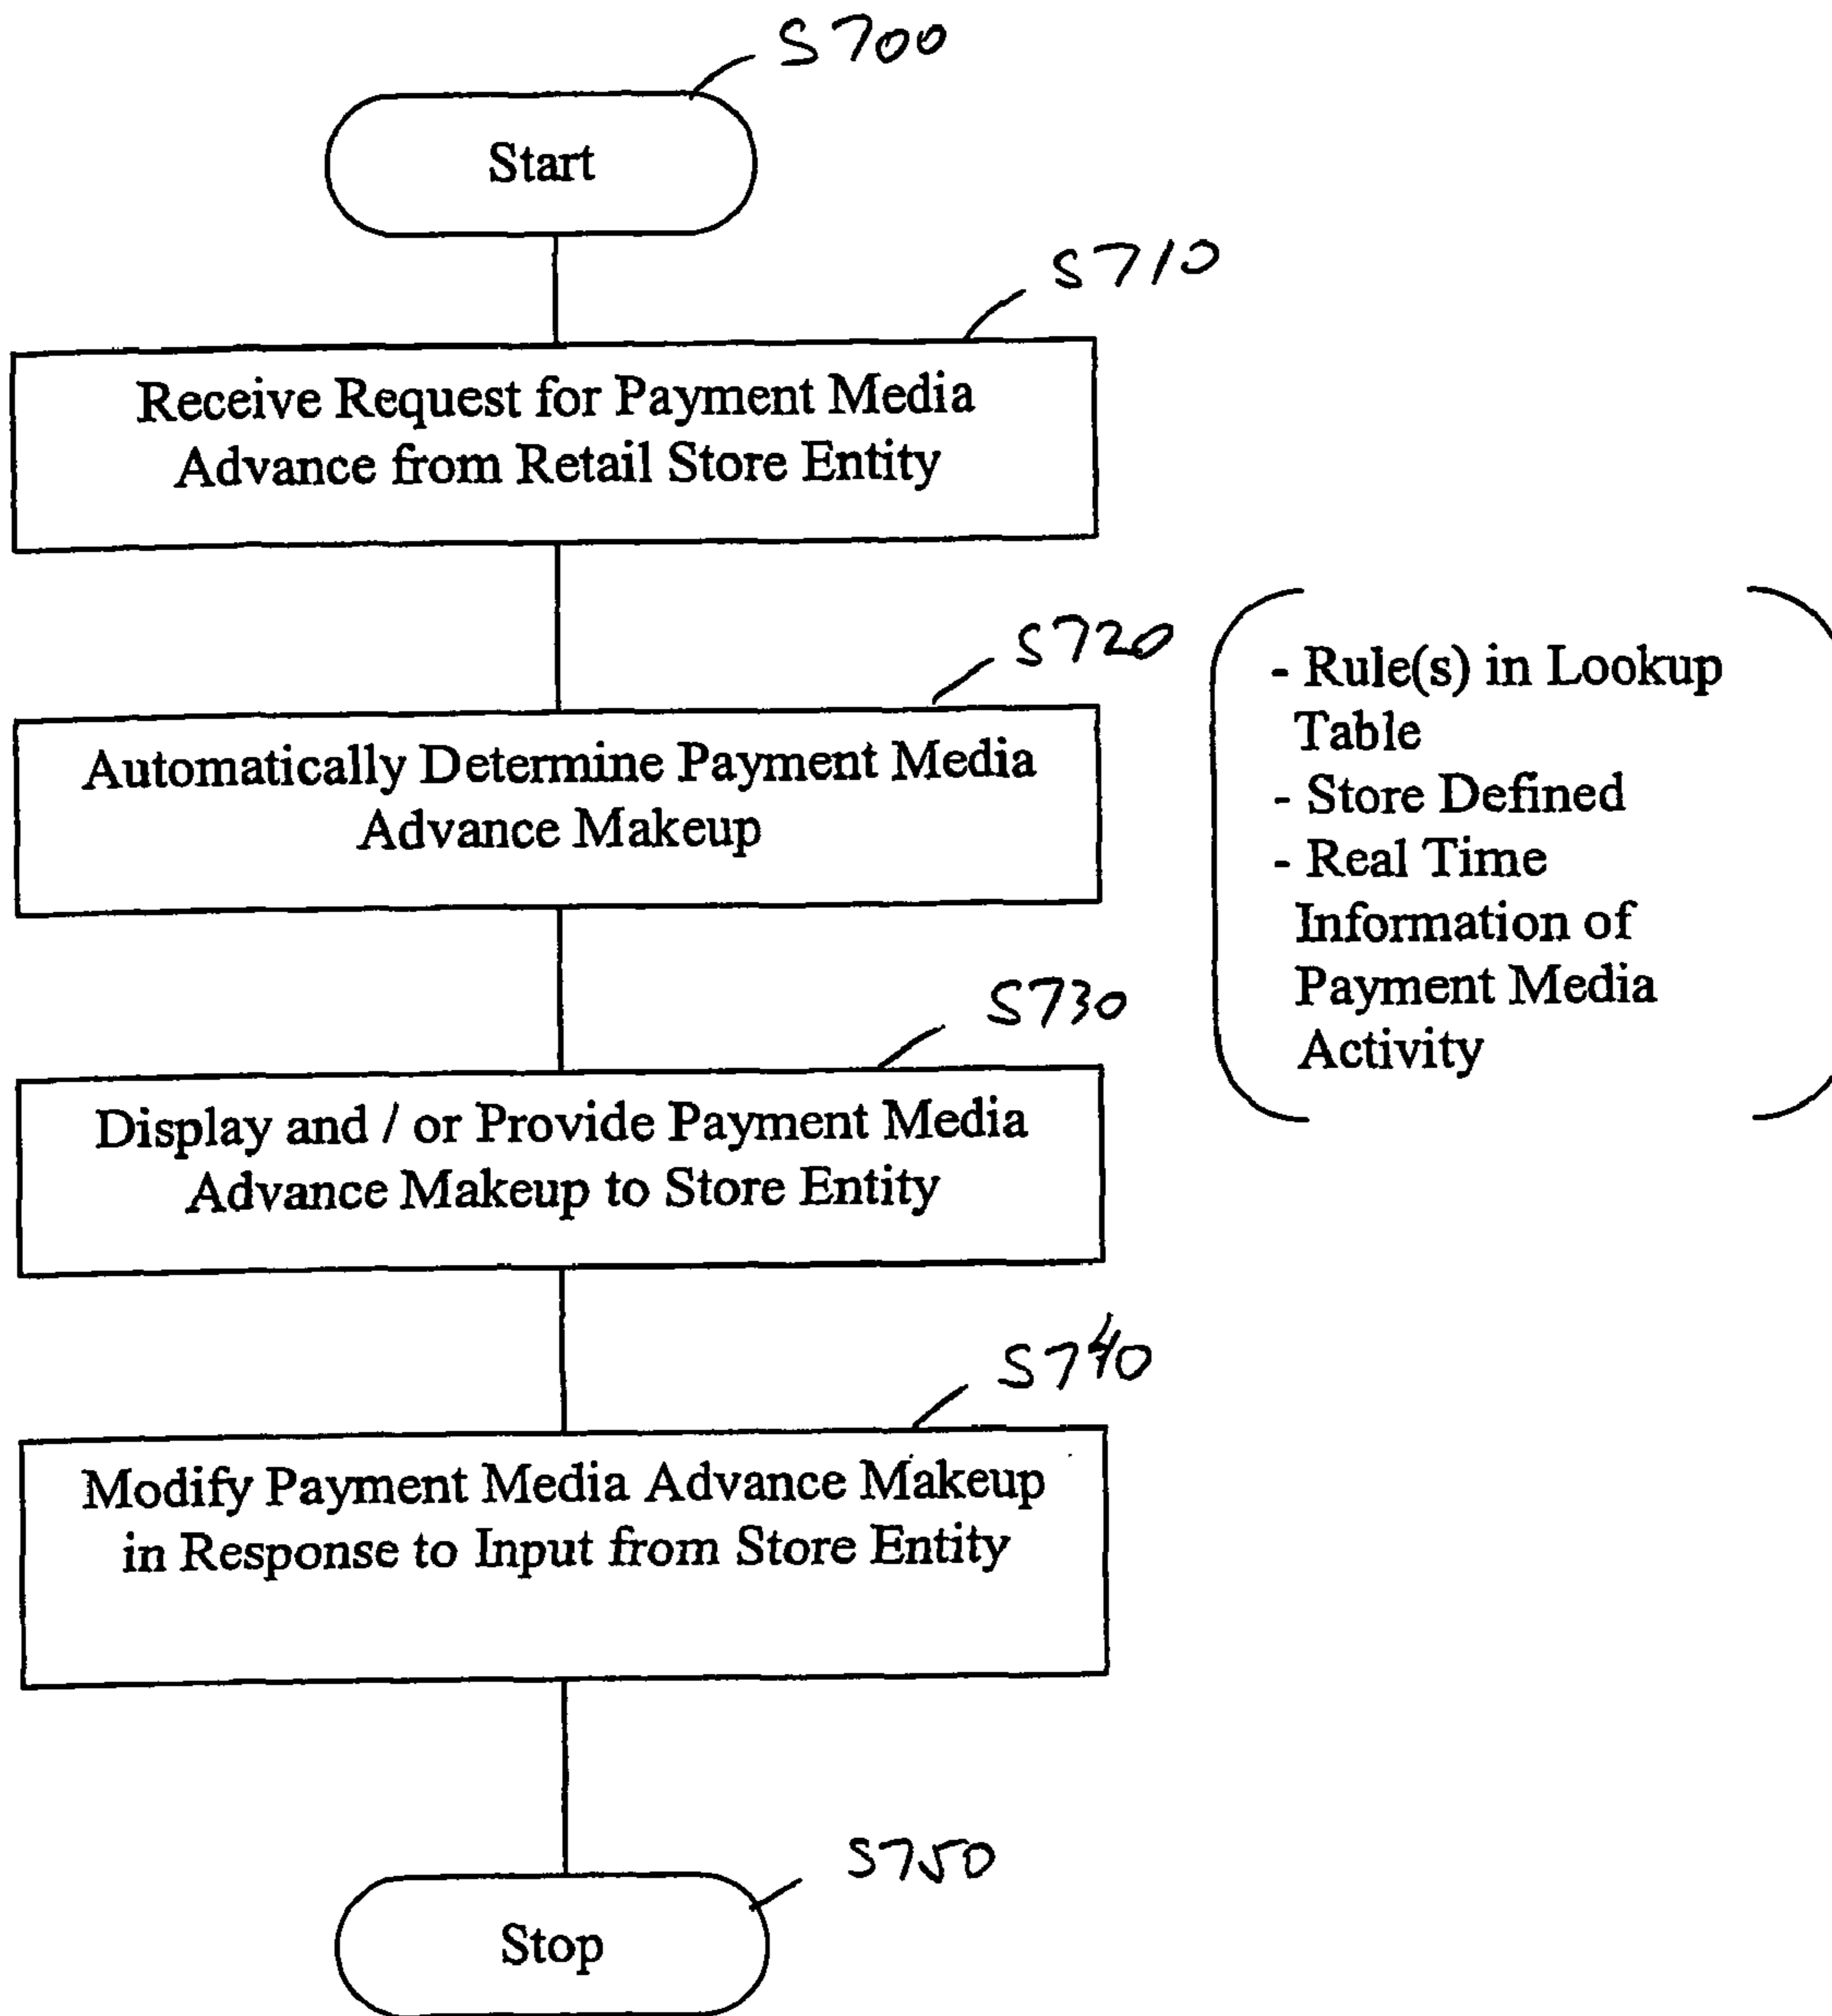 S700
Start
S710
Receive Request for Payment Media
Advance from Retail Store Entity
S720
Automatically Determine Payment Media
Advance Makeup
- Rule(s) in Lookup
Table
- Store Defined
- Real Time
Information of
Payment Media
Activity
S730
Display and / or Provide Payment Media
Advance Makeup to Store Entity
S740
Modify Payment Media Advance Makeup
in Response to Input from Store Entity
S750
Stop